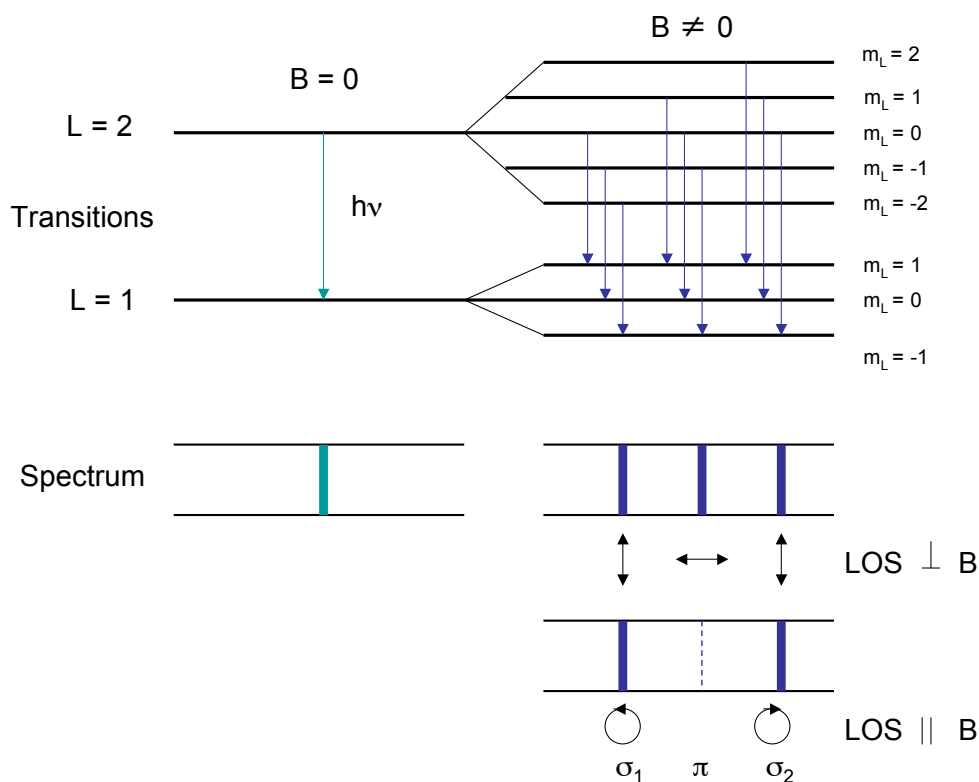 B ≠ 0
B = 0
m_L = 2
m_L = 1
L = 2
m_L = 0
m_L = -1
hν
m_L = -2
Transitions
m_L = 1
L = 1
m_L = 0
m_L = -1
Spectrum
LOS ⊥ B
LOS || B
σ₁ π σ₂